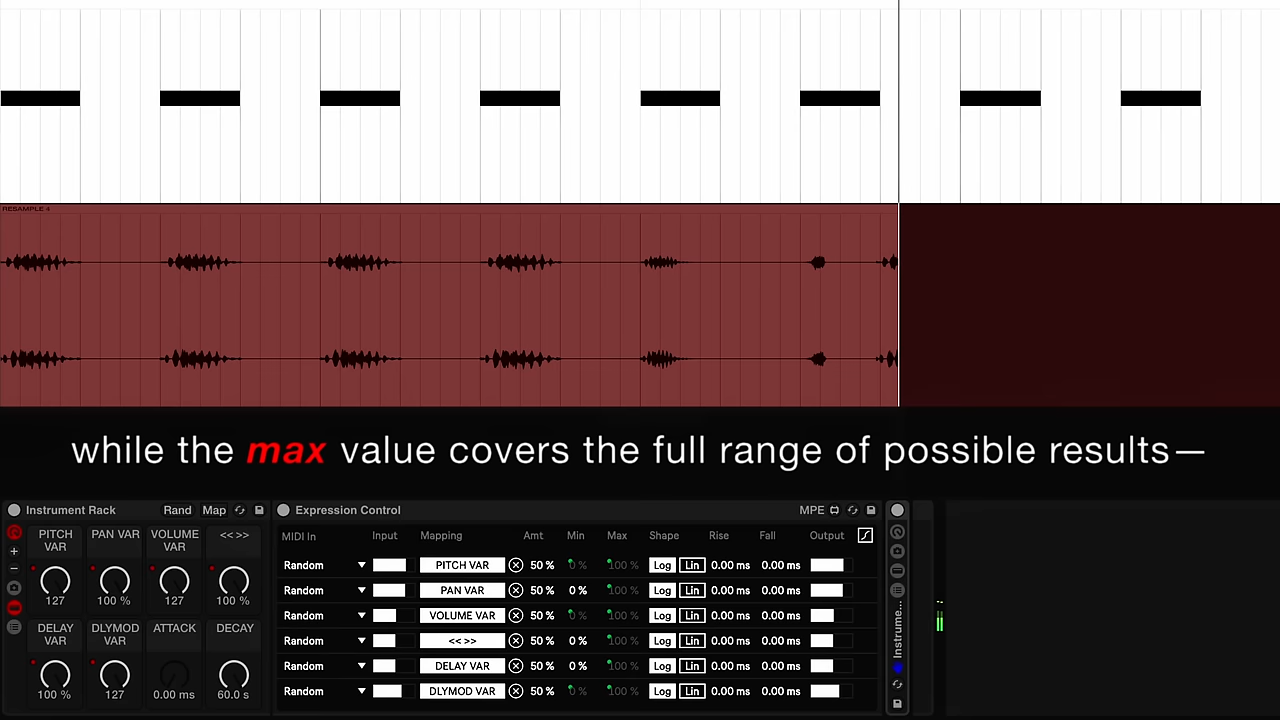 RESAMPLE 4
while the max value covers the full range of possible results—
Instrument Rack Rand Map
PITCH VAR PAN VAR VOLUME VAR << >>
127 100 % 127 100 %
DELAY VAR DLYMOD VAR ATTACK DECAY
100 % 127 0.00 ms 60.0 s
Expression Control MPE
MIDI In Input Mapping Amt Min Max Shape Rise Fall Output
Random PITCH VAR 50 % 0 % 100 % Log Lin 0.00 ms 0.00 ms
Random PAN VAR 50 % 0 % 100 % Log Lin 0.00 ms 0.00 ms
Random VOLUME VAR 50 % 0 % 100 % Log Lin 0.00 ms 0.00 ms
Random << >> 50 % 0 % 100 % Log Lin 0.00 ms 0.00 ms
Random DELAY VAR 50 % 0 % 100 % Log Lin 0.00 ms 0.00 ms
Random DLYMOD VAR 50 % 0 % 100 % Log Lin 0.00 ms 0.00 ms
Instrume...